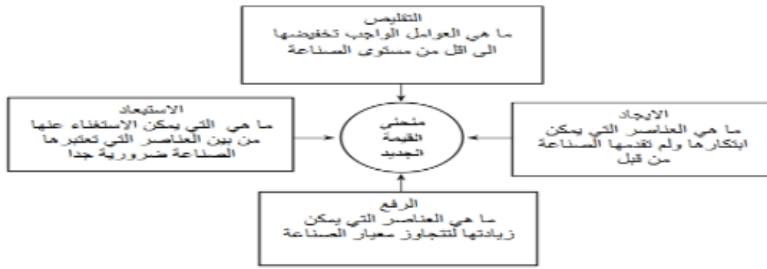 التقليص
ما هي العوامل الواجب تخفيضها
الى اقل من مستوى الصناعة
الايجاد
ما هي العناصر التي يمكن
ابتكارها ولم تقدمها الصناعة
من قبل
منحنى
القيمة
الجديد
الاستبعاد
ما هي التي يمكن الاستغناء عنها
من بين العناصر التي تعتبرها
الصناعة ضرورية جدا
الرفع
ما هي العناصر التي يمكن
زيادتها لتتجاوز معيار الصناعة